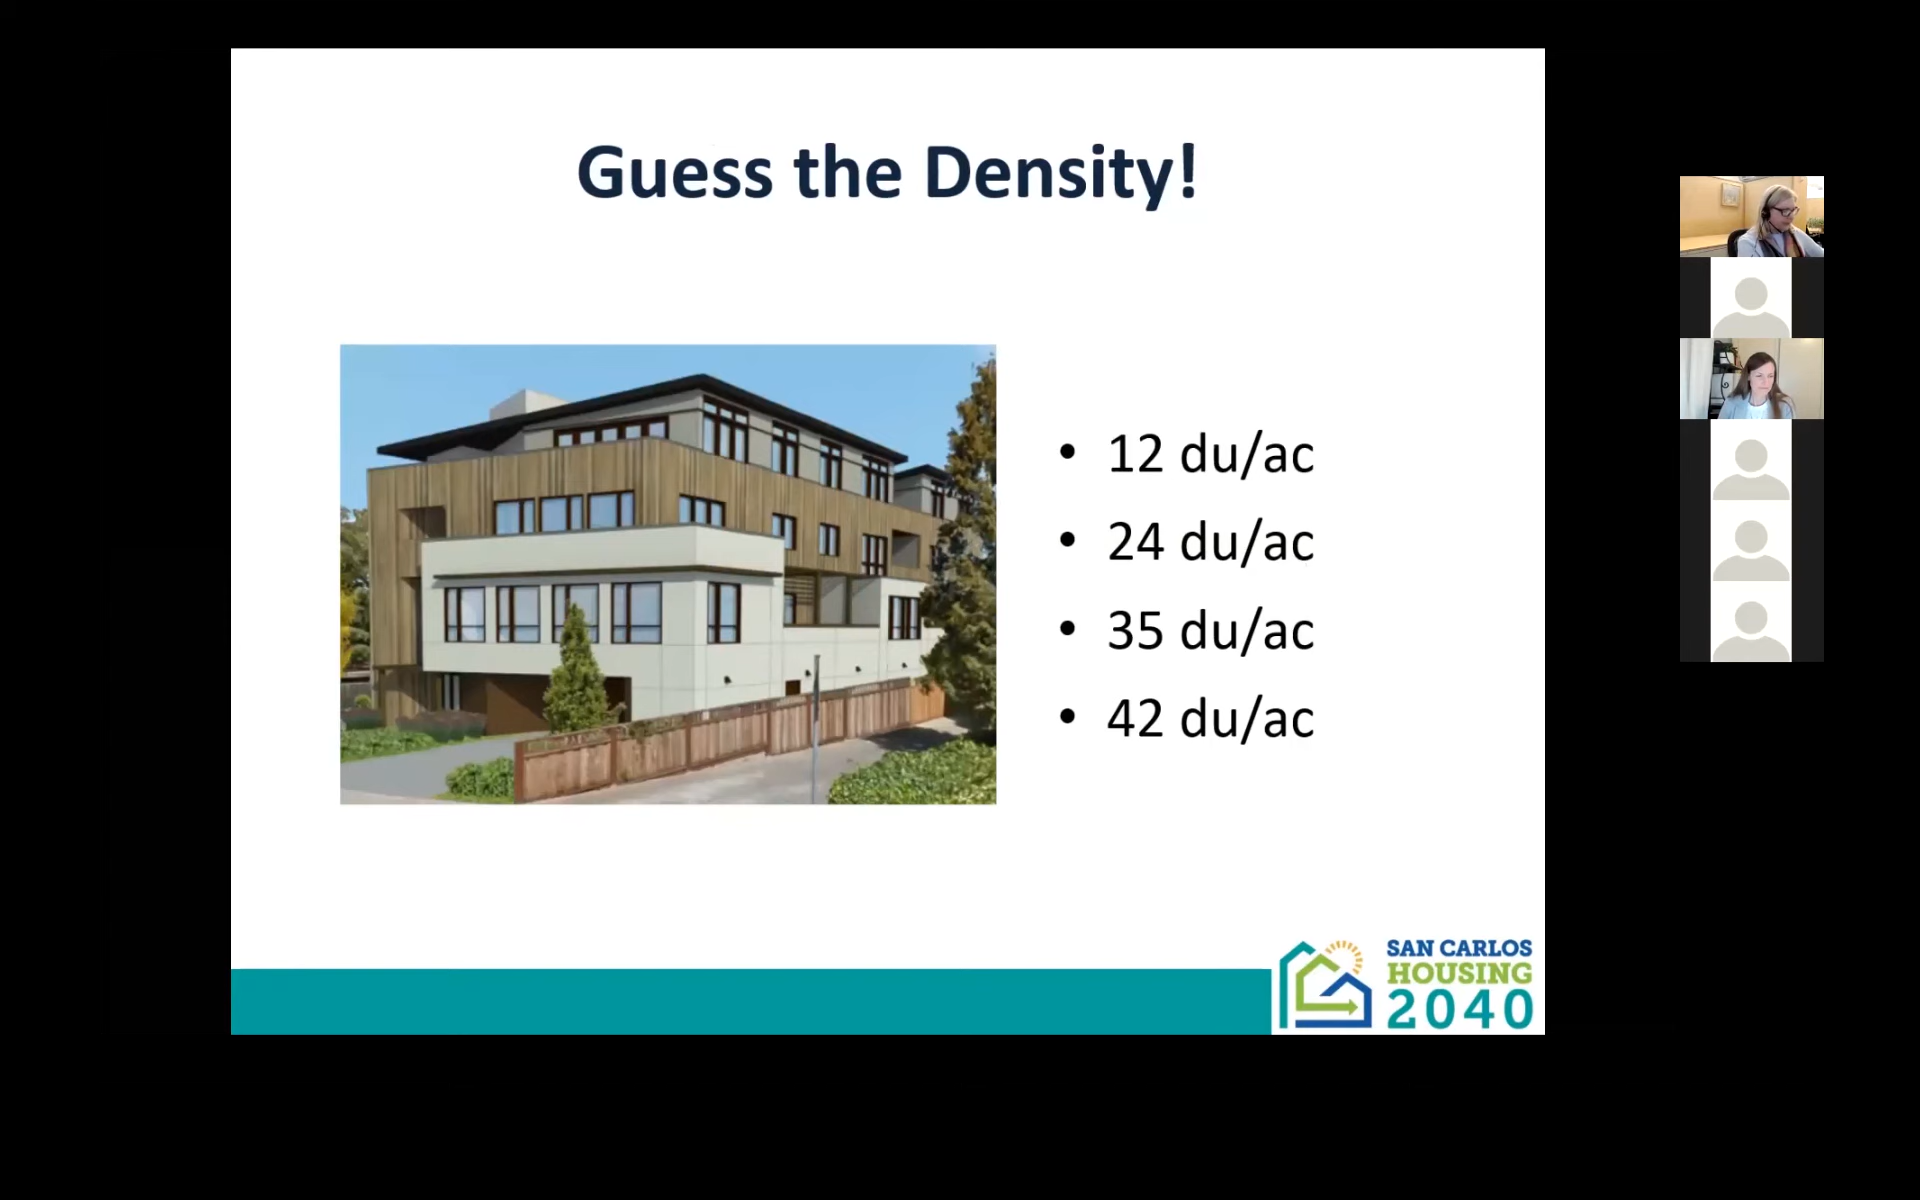 Guess the Density!
• 12 du/ac
• 24 du/ac
• 35 du/ac
• 42 du/ac
SAN CARLOS
HOUSING
2040